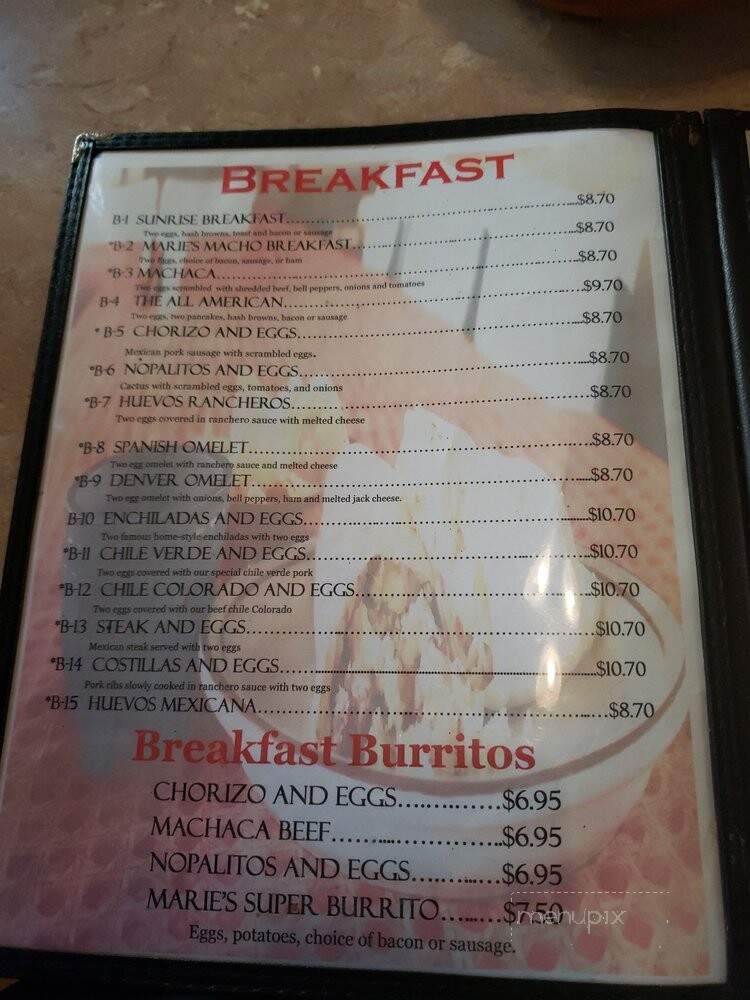 BREAKFAST
B-1 SUNRISE BREAKFAST................................................$8.70
Two eggs, hash browns, toast and bacon or sausage
*B-2 MARIE'S MACHO BREAKFAST................................................$8.70
Two Eggs, choice of bacon, sausage, or ham
*B-3 MACHACA................................................$8.70
Two eggs scrambled with shredded beef, bell peppers, onions and tomatoes
B-4 THE ALL AMERICAN................................................$9.70
Two eggs, two pancakes, hash browns, bacon or sausage
* B-5 CHORIZO AND EGGS................................................$8.70
Mexican pork sausage with scrambled eggs.
*B-6 NOPALITOS AND EGGS................................................$8.70
Cactus with scrambled eggs, tomatoes, and onions
*B-7 HUEVOS RANCHEROS................................................$8.70
Two eggs covered in ranchero sauce with melted cheese
*B-8 SPANISH OMELET................................................$8.70
Two egg omelet with ranchero sauce and melted cheese
*B-9 DENVER OMELET................................................$8.70
Two egg omelet with onions, bell peppers, ham and melted jack cheese.
B-10 ENCHILADAS AND EGGS................................................$10.70
Two famous home-style enchiladas with two eggs
*B-11 CHILE VERDE AND EGGS................................................$10.70
Two eggs covered with our special chile verde pork
*B-12 CHILE COLORADO AND EGGS................................................$10.70
Two eggs covered with our beef chile Colorado
*B-13 STEAK AND EGGS................................................$10.70
Mexican steak served with two eggs
*B-14 COSTILLAS AND EGGS................................................$10.70
Pork ribs slowly cooked in ranchero sauce with two eggs
*B-15 HUEVOS MEXICANA................................................$8.70
Breakfast Burritos
CHORIZO AND EGGS................$6.95
MACHACA BEEF........................$6.95
NOPALITOS AND EGGS..............$6.95
MARIE'S SUPER BURRITO.........$7.50
menupix
Eggs, potatoes, choice of bacon or sausage.